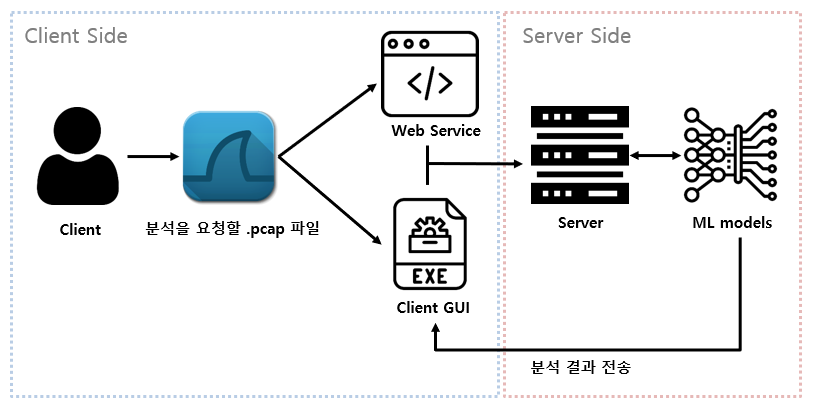 Client Side
Server Side
Web Service
Client
분석을 요청할 .pcap 파일
EXE
Client GUI
Server
ML models
분석 결과 전송